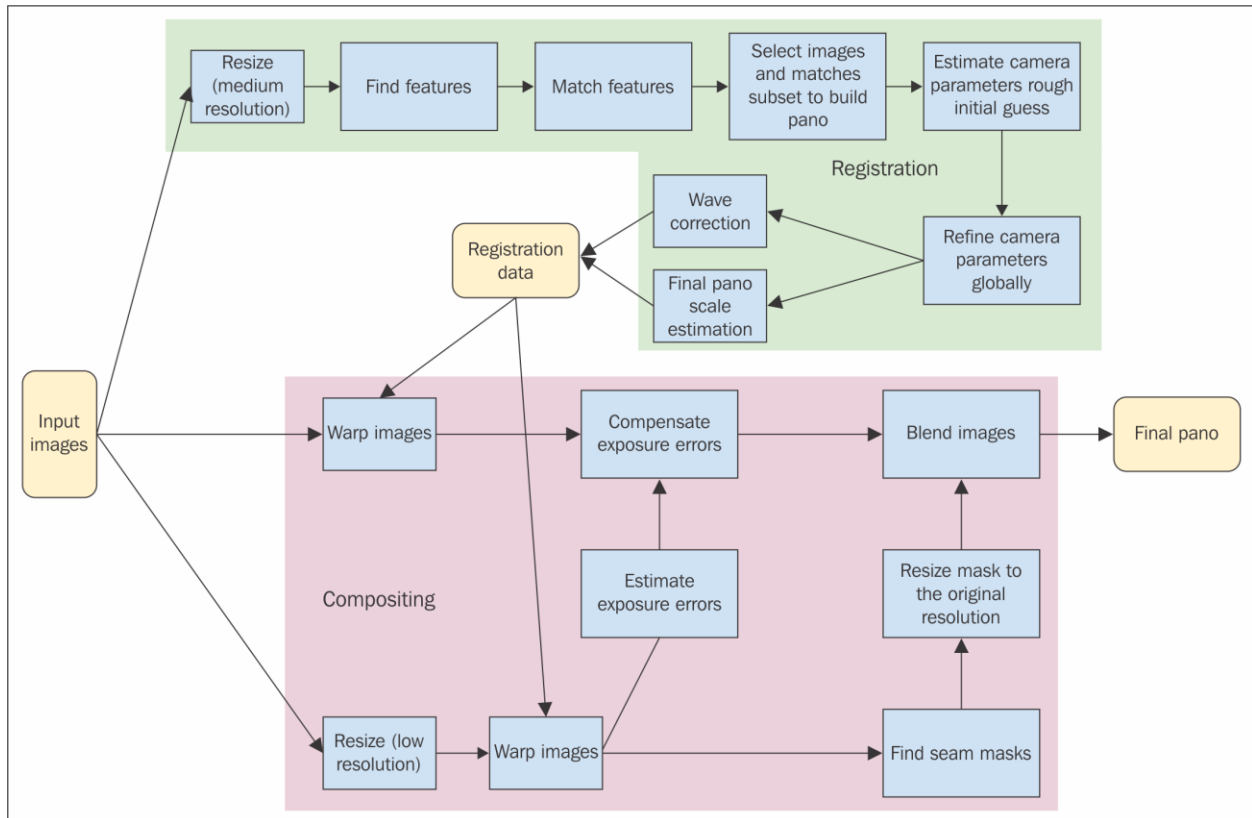 Resize
(medium
resolution)
Find features
Match features
Select images
and matches
subset to build
pano
Estimate camera
parameters rough
initial guess
Registration
Wave
correction
Refine camera
parameters
globally
Registration
data
Final pano
scale
estimation
Input
images
Warp images
Compensate
exposure errors
Blend images
Final pano
Compositing
Estimate
exposure errors
Resize mask to
the original
resolution
Resize (low
resolution)
Warp images
Find seam masks